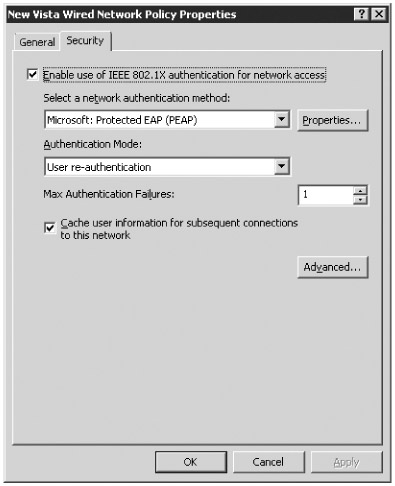 New Vista Wired Network Policy Properties
General
Security
Enable use of IEEE 802.1X authentication for network access
Select a network authentication method:
Microsoft: Protected EAP (PEAP)
Properties...
Authentication Mode:
User re-authentication
Max Authentication Failures:
1
Cache user information for subsequent connections
to this network
Advanced...
OK
Cancel
Apply